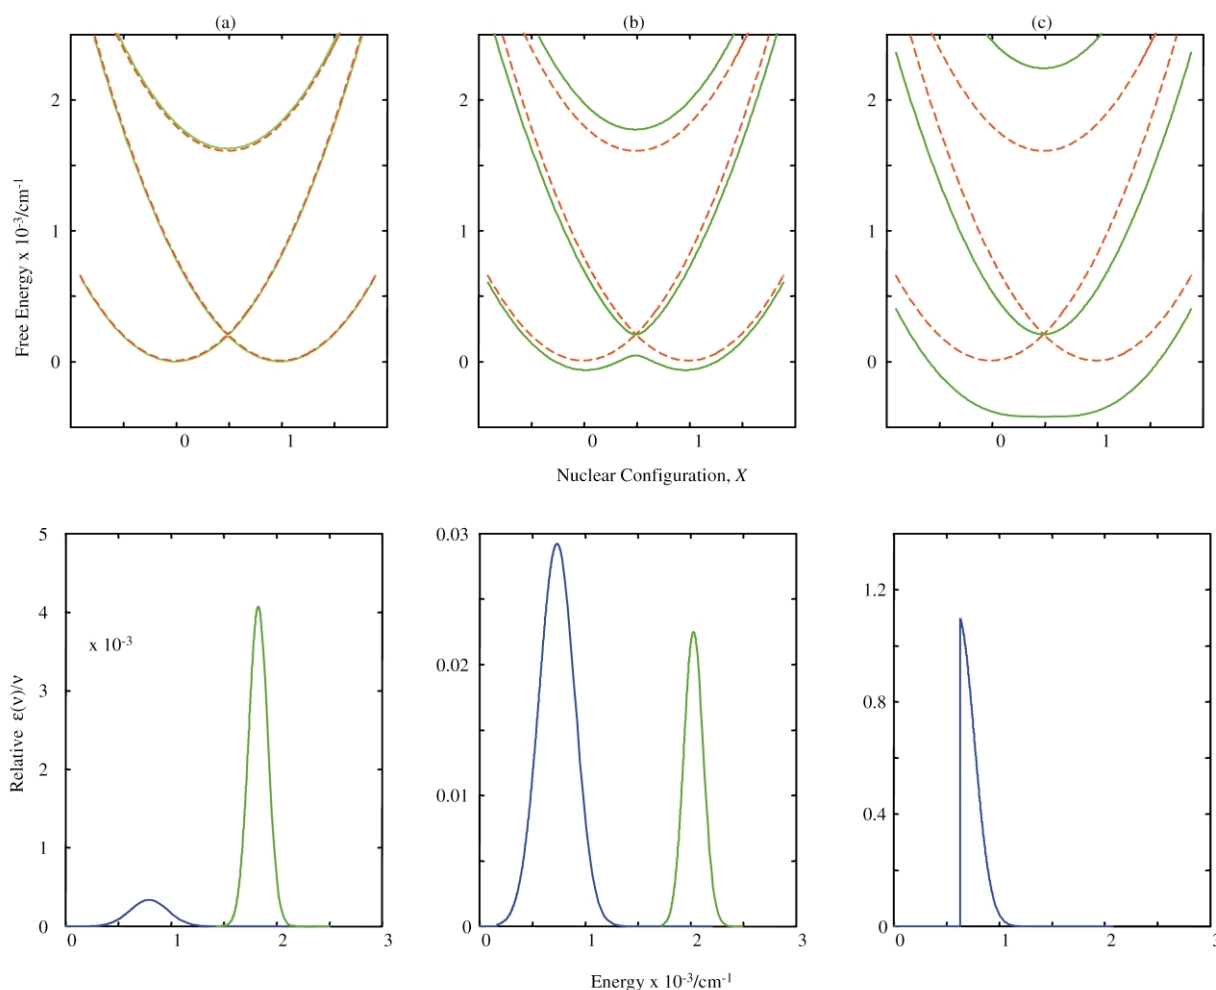 (a) (b) (c)
2 2 2
1 1 1
0 0 0
Free Energy x 10⁻³/cm⁻¹
0 1 0 1 0 1
Nuclear Configuration, X
5 0.03
1.2
4
x 10⁻³
0.02
3 0.8
2
0.01
0.4
1
0 0 0
Relative ε(ν)/ν
0 1 2 3 0 1 2 3 0 1 2 3
Energy x 10⁻³/cm⁻¹